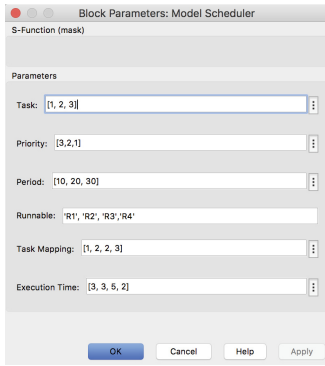 Block Parameters: Model Scheduler
S-Function (mask)
Parameters
Task: [1, 2, 3]
Priority: [3,2,1]
Period: [10, 20, 30]
Runnable: 'R1', 'R2', 'R3','R4'
Task Mapping: [1, 2, 2, 3]
Execution Time: [3, 3, 5, 2]
OK Cancel Help Apply